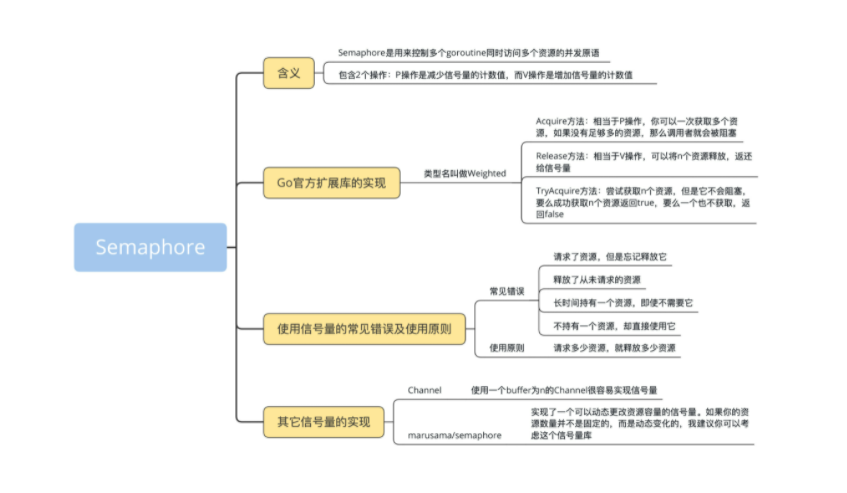 Semaphore
含义
Semaphore是用来控制多个goroutine同时访问多个资源的并发原语
包含2个操作：P操作是减少信号量的计数值，而V操作是增加信号量的计数值
Go官方扩展库的实现
类型名叫做Weighted
Acquire方法：相当于P操作，你可以一次获取多个资
源，如果没有足够多的资源，那么调用者就会被阻塞
Release方法：相当于V操作，可以将n个资源释放，返还
给信号量
TryAcquire方法：尝试获取n个资源，但是它不会阻塞，
要么成功获取n个资源返回true，要么一个也不获取，返
回false
使用信号量的常见错误及使用原则
常见错误
请求了资源，但是忘记释放它
释放了从未请求的资源
长时间持有一个资源，即使不需要它
不持有一个资源，却直接使用它
使用原则
请求多少资源，就释放多少资源
其它信号量的实现
Channel
使用一个buffer为n的Channel很容易实现信号量
marusama/semaphore
实现了一个可以动态更改资源容量的信号量。如果你的资
源数量并不是固定的，而是动态变化的，我建议你可以考
虑这个信号量库